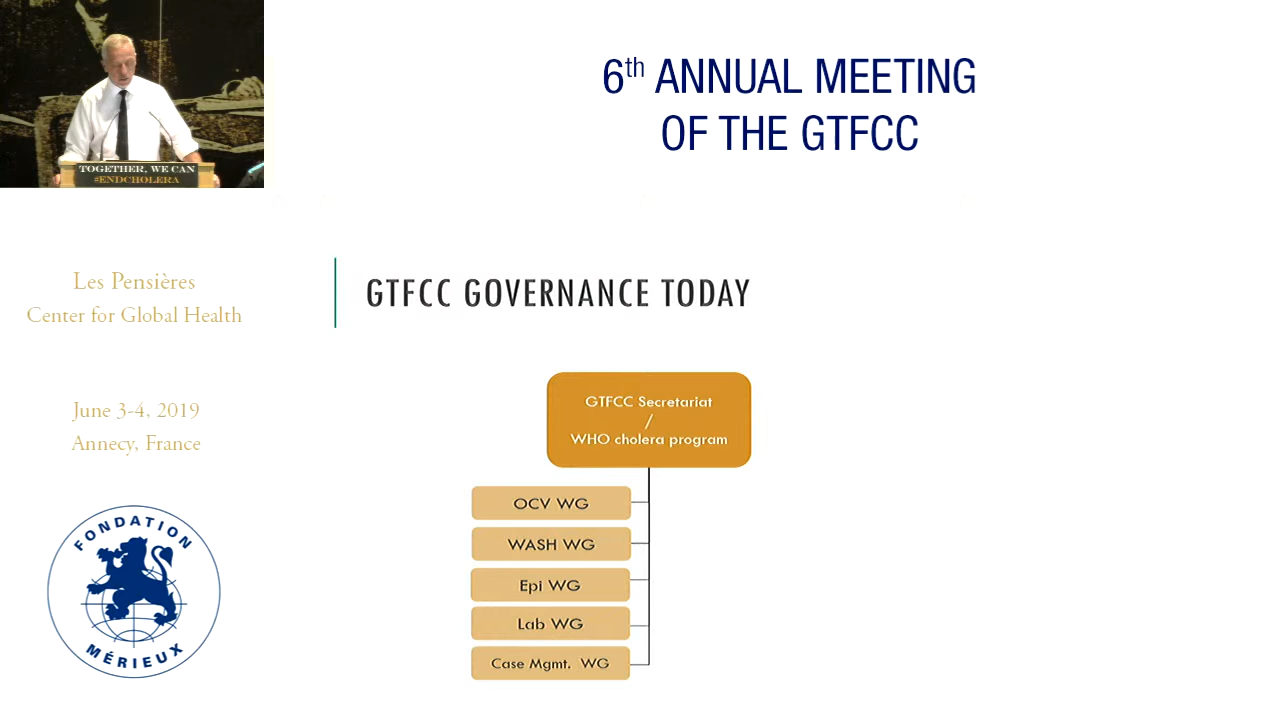 6th ANNUAL MEETING
OF THE GTFCC
TOGETHER, WE CAN
#ENDCHOLERA
Les Pensières
Center for Global Health
June 3-4, 2019
Annecy, France
FONDATION
MÉRIEUX
GTFCC GOVERNANCE TODAY
GTFCC Secretariat
/
WHO cholera program
OCV WG
WASH WG
Epi WG
Lab WG
Case Mgmt. WG